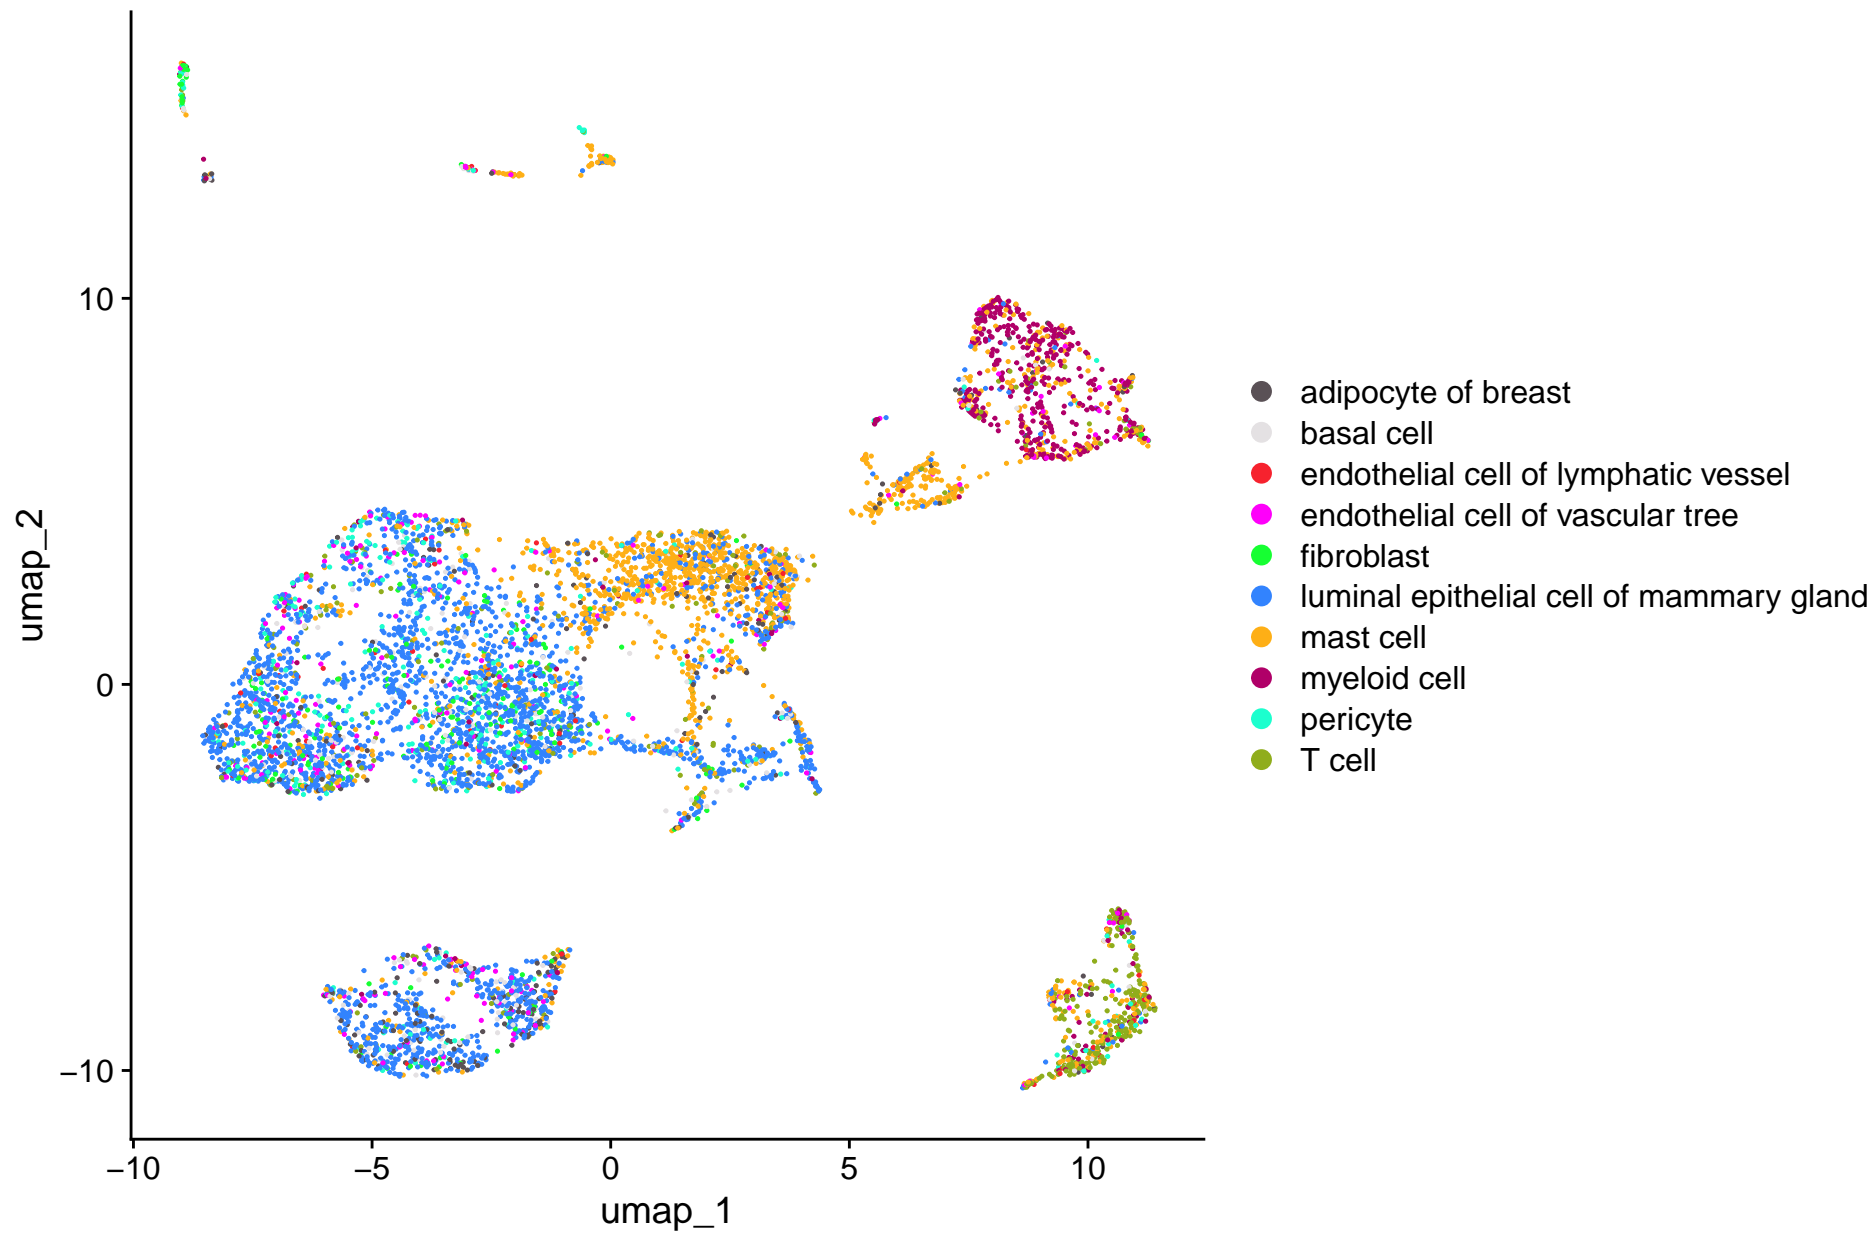 10
0
−10
umap_2
−10
−5
0
5
10
umap_1
adipocyte of breast
basal cell
endothelial cell of lymphatic vessel
endothelial cell of vascular tree
fibroblast
luminal epithelial cell of mammary gland
mast cell
myeloid cell
pericyte
T cell